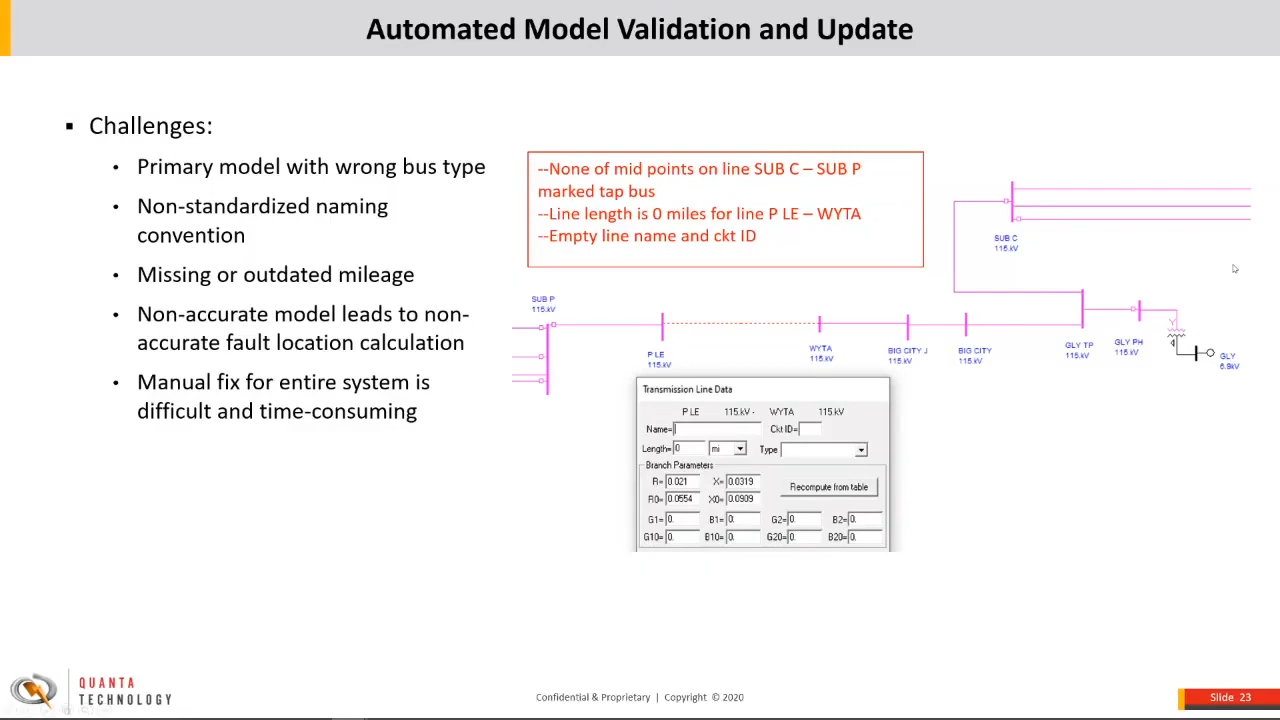 Automated Model Validation and Update
▪ Challenges:
• Primary model with wrong bus type
• Non-standardized naming
convention
• Missing or outdated mileage
• Non-accurate model leads to non-
accurate fault location calculation
• Manual fix for entire system is
difficult and time-consuming
--None of mid points on line SUB C – SUB P
marked tap bus
--Line length is 0 miles for line P LE – WYTA
--Empty line name and ckt ID
SUB C
115.kV
SUB P
115.kV
P LE
115.kV
WYTA
115.kV
BIG CITY J
115.kV
BIG CITY
115.kV
GLY TP
115.kV
GLY PH
115.kV
GLY
6.9kV
Transmission Line Data
P LE 115.kV - WYTA 115.kV
Name= Ckt ID=
Length= 0 mi Type
Branch Parameters
R= 0.021 X= 0.0319 Recompute from table
R0= 0.0554 X0= 0.0909
G1= 0. B1= 0. G2= 0. B2= 0.
G10= 0. B10= 0. G20= 0. B20= 0.
QUANTA
TECHNOLOGY
Confidential & Proprietary | Copyright © 2020
Slide 23